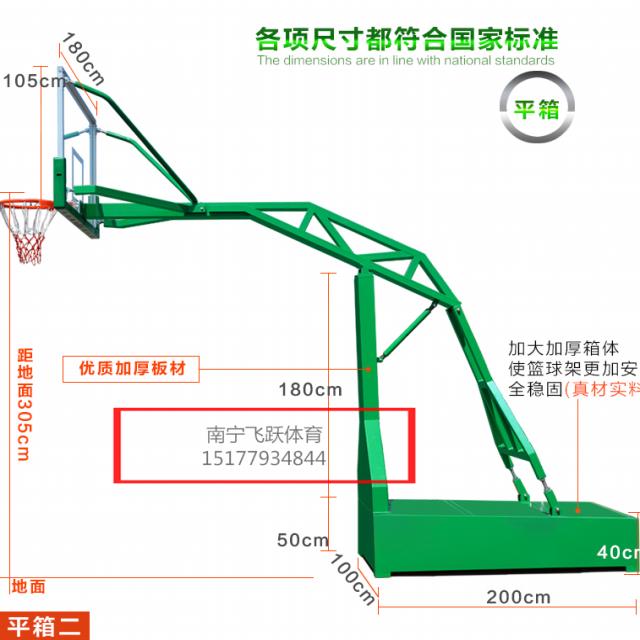 各项尺寸都符合国家标准
The dimensions are in line with national standards
平箱
180cm
105cm
距地面305cm
优质加厚板材
180cm
加大加厚箱体
使篮球架更加安
全稳固(真材实料
南宁飞跃体育
15177934844
50cm
40cm
100cm
200cm
地面
平箱二